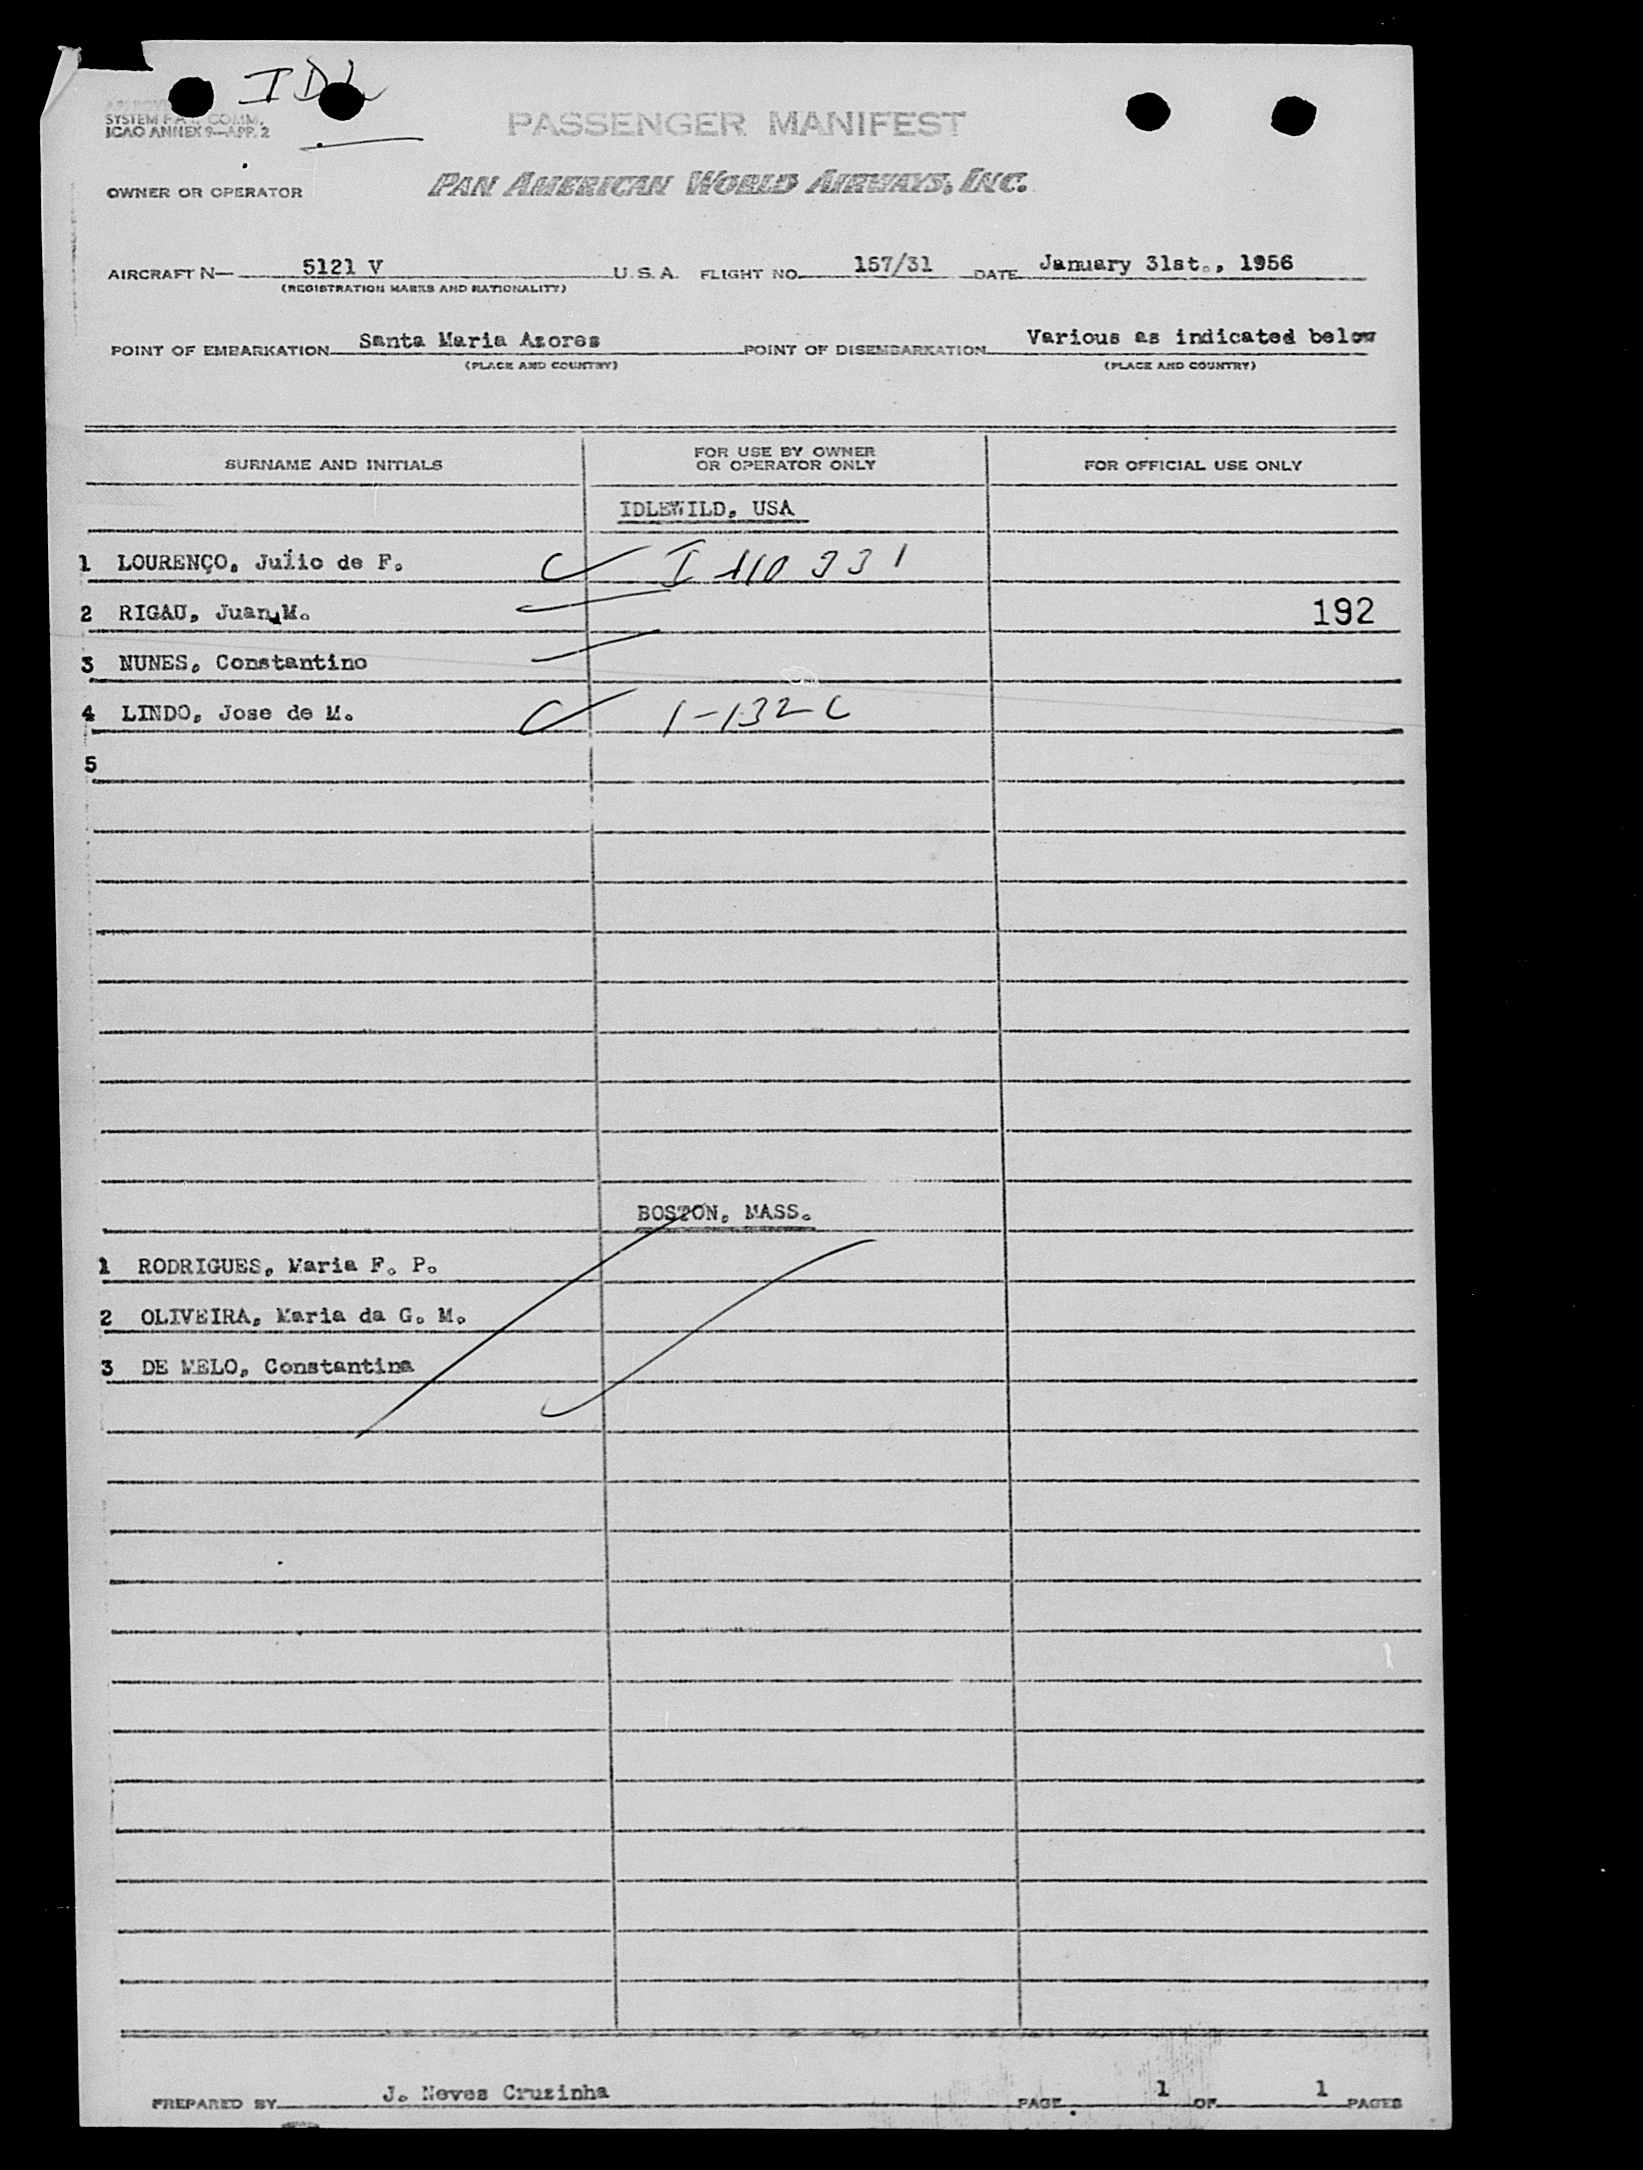 IDL
SYSTEM P.A.A. COMM.
ICAO ANNEX 9—APP. 2
PASSENGER MANIFEST
OWNER OR OPERATOR PAN AMERICAN WORLD AIRWAYS, INC.
AIRCRAFT N— 5121 V U.S.A. FLIGHT NO. 157/31 DATE January 31st., 1956
(REGISTRATION MARKS AND NATIONALITY)
POINT OF EMBARKATION Santa Maria Azores POINT OF DISEMBARKATION Various as indicated below
(PLACE AND COUNTRY) (PLACE AND COUNTRY)
SURNAME AND INITIALS FOR USE BY OWNER OR OPERATOR ONLY FOR OFFICIAL USE ONLY
IDLEWILD, USA
1 LOURENÇO, Julio de F. C I 110 331
2 RIGAU, Juan M. 192
3 NUNES, Constantino
4 LINDO, Jose de M. C 1-132-C
5
BOSTON, MASS.
1 RODRIGUES, Maria F. P.
2 OLIVEIRA, Maria da G. M.
3 DE MELO, Constantina
PREPARED BY J. Neves Cruzinha PAGE 1 OF 1 PAGES